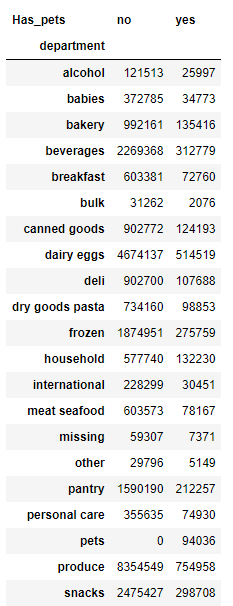 Has_pets no yes
department
alcohol 121513 25997
babies 372785 34773
bakery 992161 135416
beverages 2269368 312779
breakfast 603381 72760
bulk 31262 2076
canned goods 902772 124193
dairy eggs 4674137 514519
deli 902700 107688
dry goods pasta 734160 98853
frozen 1874951 275759
household 577740 132230
international 228299 30451
meat seafood 603573 78167
missing 59307 7371
other 29796 5149
pantry 1590190 212257
personal care 355635 74930
pets 0 94036
produce 8354549 754958
snacks 2475427 298708